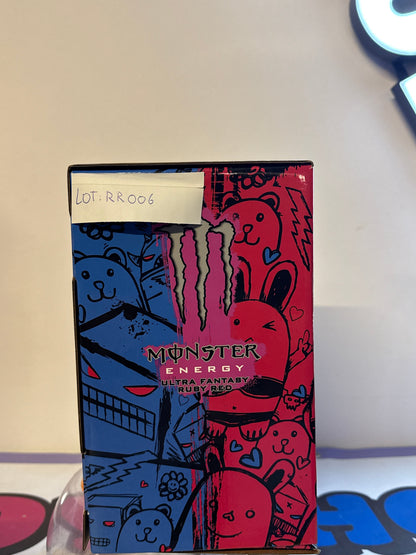 LOT: RR006
MONSTER
ENERGY
ULTRA FANTASY
RUBY RED